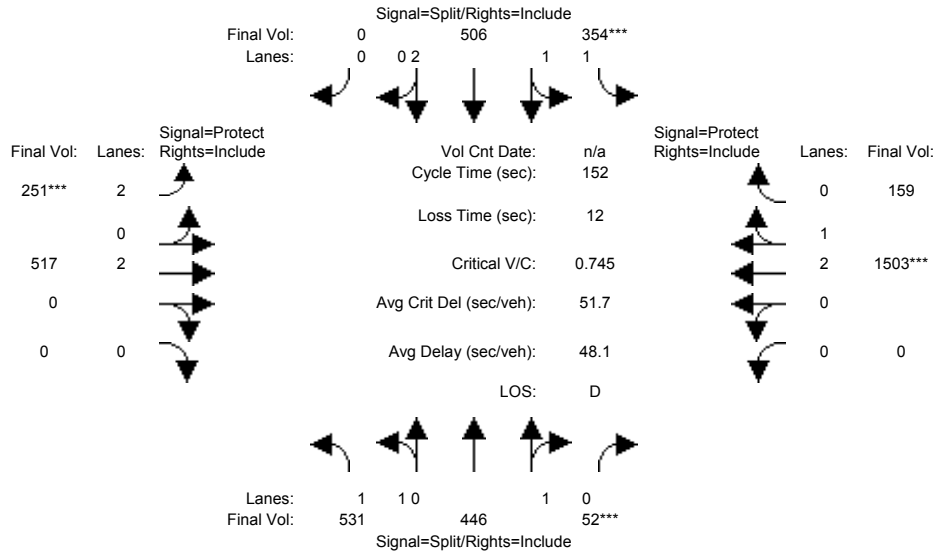 Signal=Split/Rights=Include
Final Vol: 0 506 354***
Lanes: 0 0 2 1 1
Signal=Protect Signal=Protect
Final Vol: Lanes: Rights=Include Vol Cnt Date: n/a Rights=Include Lanes: Final Vol:
Cycle Time (sec): 152
251*** 2 0 159
Loss Time (sec): 12
0 1
517 2 Critical V/C: 0.745 2 1503***
0 Avg Crit Del (sec/veh): 51.7 0
0 0 Avg Delay (sec/veh): 48.1 0 0
LOS: D
Lanes: 1 1 0 1 0
Final Vol: 531 446 52***
Signal=Split/Rights=Include